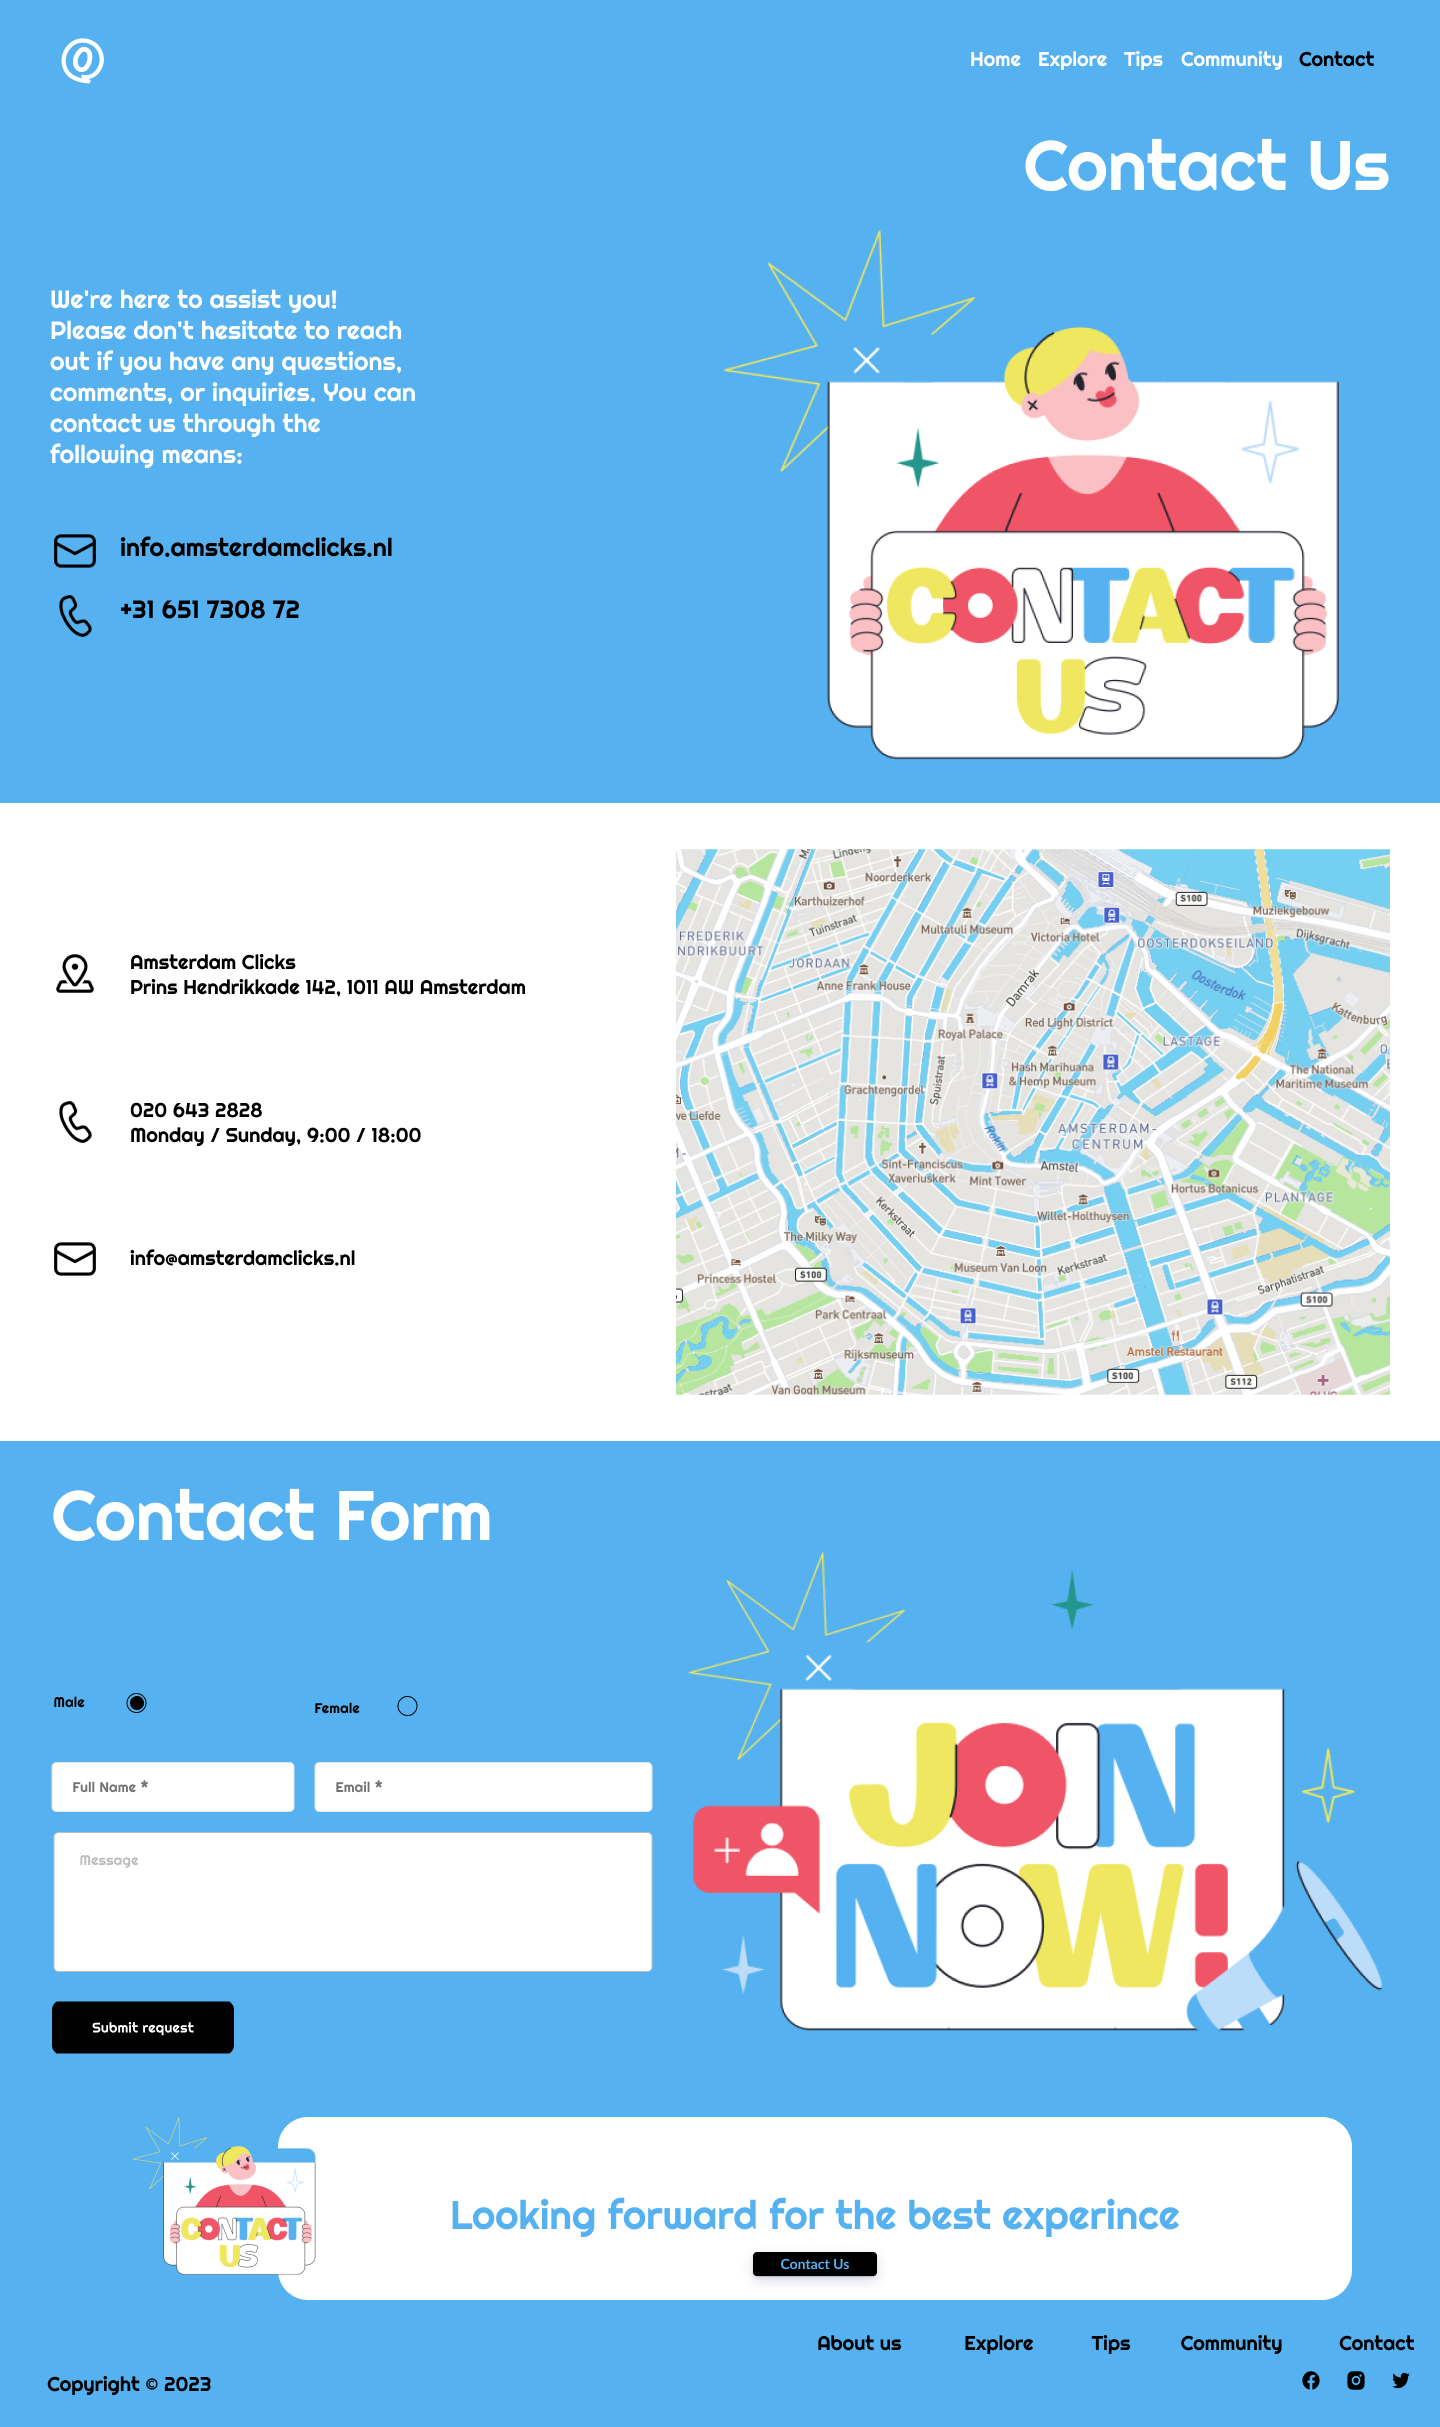 Home Explore Tips Community Contact
Contact Us
We're here to assist you!
Please don't hesitate to reach
out if you have any questions,
comments, or inquiries. You can
contact us through the
following means:
info.amsterdamclicks.nl
+31 651 7308 72
CONTACT
US
Amsterdam Clicks
Prins Hendrikkade 142, 1011 AW Amsterdam
020 643 2828
Monday / Sunday, 9:00 / 18:00
info@amsterdamclicks.nl
Noorderkerk
Karthuizerhof
Tuinstraat
Multatuli Museum
Victoria Hotel
S100
Muziekgebouw
Dijksgracht
FREDERIK
NDRIKBUURT
JORDAAN
OOSTERDOKSEILAND
Anne Frank House
Damrak
Oosterdok
Royal Palace
Red Light District
Kattenburg
LASTAGE
Hash Marihuana
& Hemp Museum
The National
Maritime Museum
Grachtengordel
Spuistraat
we Liefde
Rokin
AMSTERDAM-
CENTRUM
Sint-Franciscus
Xaveriuskerk
Mint Tower
Amstel
Hortus Botanicus
PLANTAGE
Kerkstraat
Willet-Holthuysen
The Milky Way
Museum Van Loon
Kerkstraat
Princess Hostel
S100
Sarphatistraat
S100
Park Centraal
Rijksmuseum
Amstel Restaurant
Van Gogh Museum
S100
S112
Contact Form
Male
Female
Full Name *
Email *
Message
Submit request
JOIN
NOW!
CONTACT
US
Looking forward for the best experince
Contact Us
About us Explore Tips Community Contact
Copyright © 2023